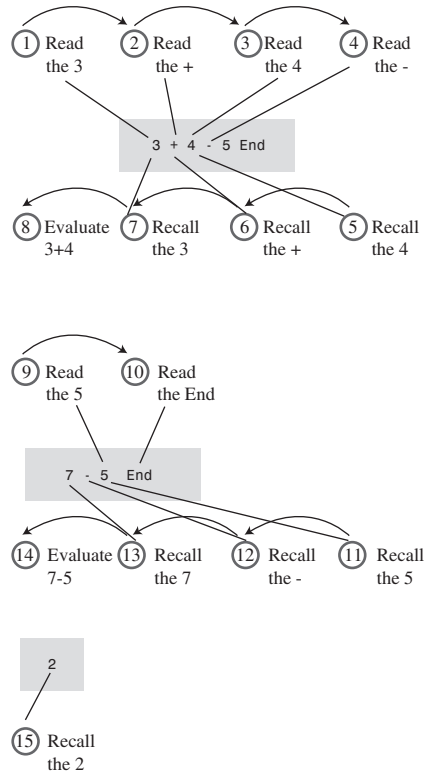 1 Read the 3
2 Read the +
3 Read the 4
4 Read the -
3 + 4 - 5 End
8 Evaluate 3+4
7 Recall the 3
6 Recall the +
5 Recall the 4
9 Read the 5
10 Read the End
7 - 5 End
14 Evaluate 7-5
13 Recall the 7
12 Recall the -
11 Recall the 5
2
15 Recall the 2